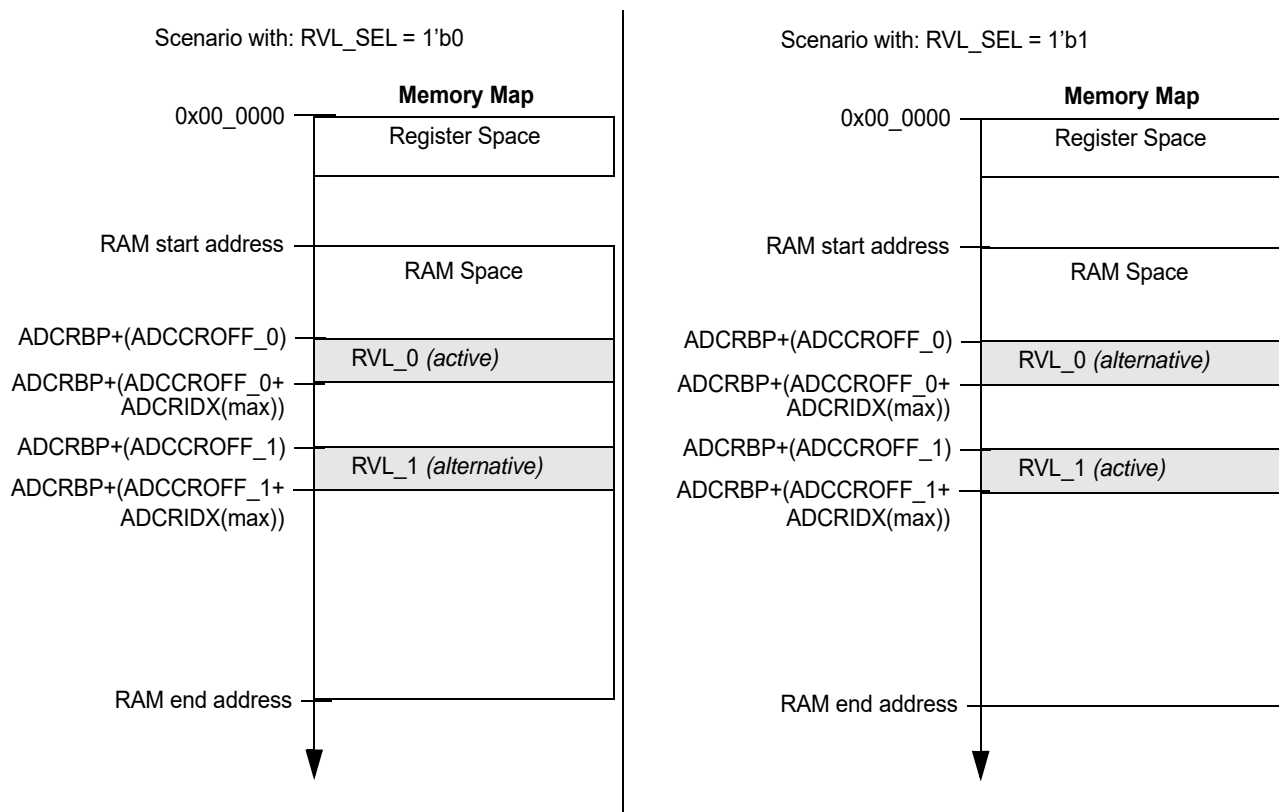 Scenario with: RVL_SEL = 1’b0
Memory Map
0x00_0000
Register Space
RAM start address
RAM Space
ADCRBP+(ADCCROFF_0)
RVL_0 (active)
ADCRBP+(ADCCROFF_0+
ADCRIDX(max))
ADCRBP+(ADCCROFF_1)
RVL_1 (alternative)
ADCRBP+(ADCCROFF_1+
ADCRIDX(max))
RAM end address
Scenario with: RVL_SEL = 1’b1
Memory Map
0x00_0000
Register Space
RAM start address
RAM Space
ADCRBP+(ADCCROFF_0)
RVL_0 (alternative)
ADCRBP+(ADCCROFF_0+
ADCRIDX(max))
ADCRBP+(ADCCROFF_1)
RVL_1 (active)
ADCRBP+(ADCCROFF_1+
ADCRIDX(max))
RAM end address